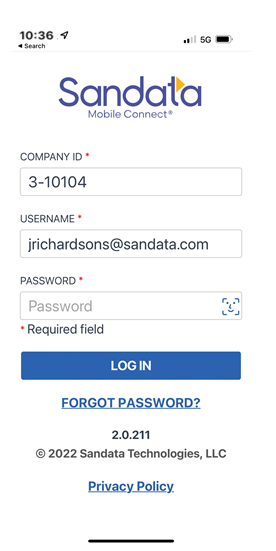 10:36
5G
◀ Search
Sandata
Mobile Connect®
COMPANY ID *
3-10104
USERNAME *
jrichardsons@sandata.com
PASSWORD *
Password
* Required field
LOG IN
FORGOT PASSWORD?
2.0.211
© 2022 Sandata Technologies, LLC
Privacy Policy